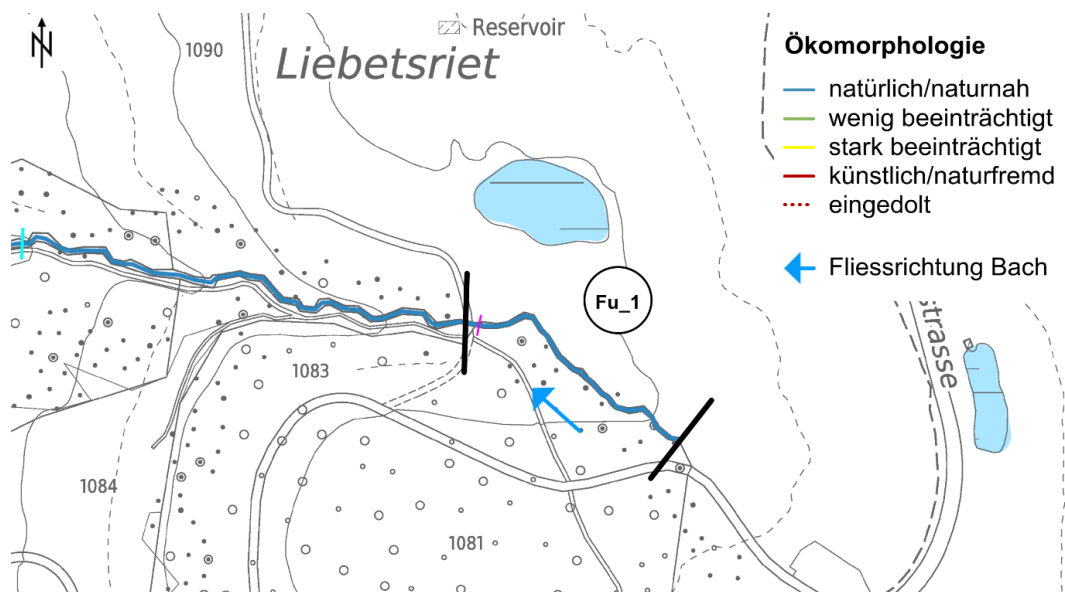 N
1090
Reservoir
Liebetsriet
Ökomorphologie
natürlich/naturnah
wenig beeinträchtigt
stark beeinträchtigt
künstlich/naturfremd
eingedolt
Fliessrichtung Bach
Fu_1
strasse
1083
1084
1081